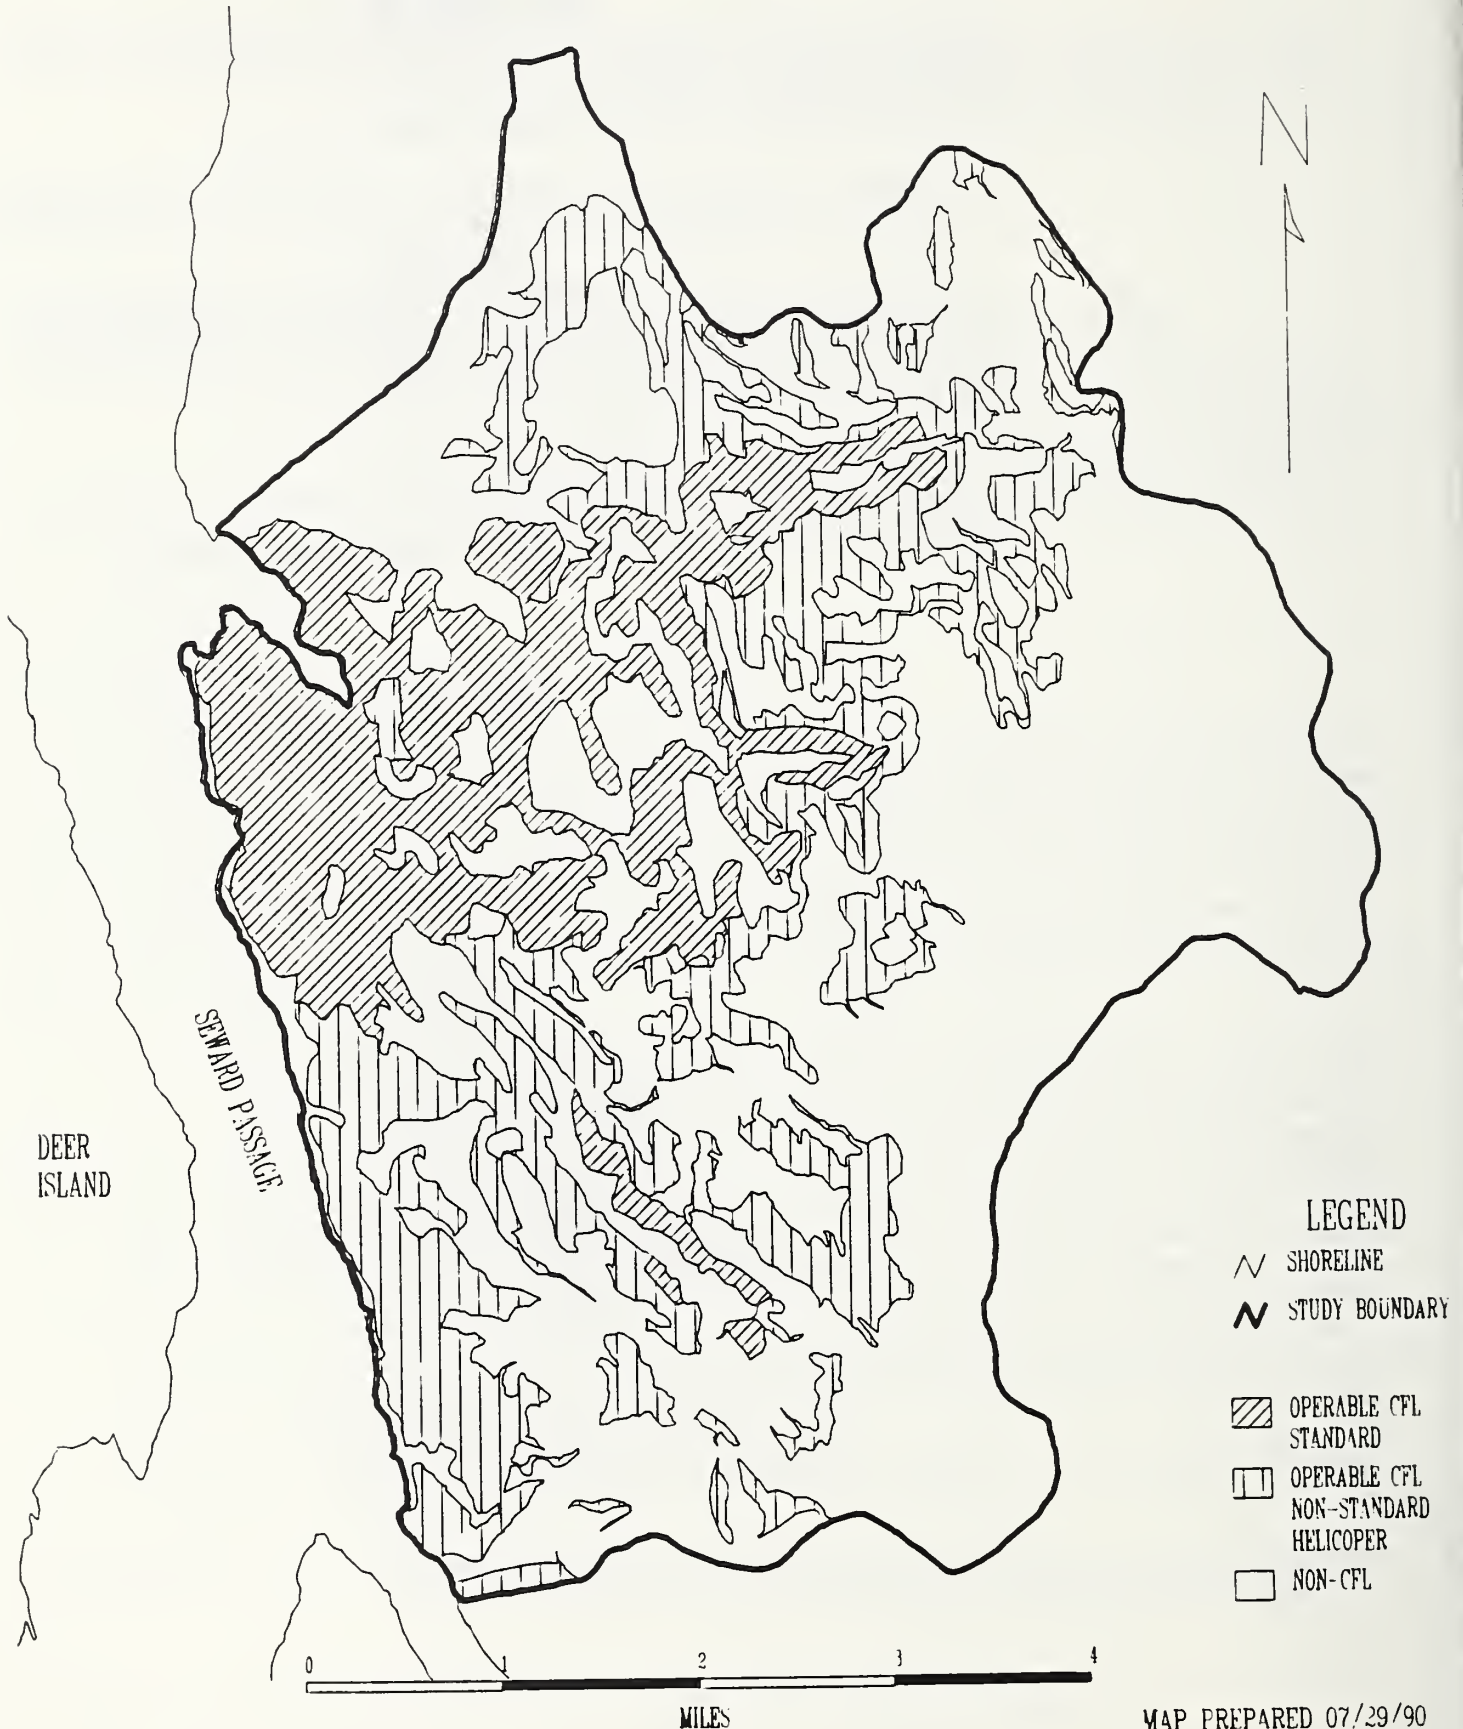 N
SEWARD PASSAGE
DEER
ISLAND
LEGEND
SHORELINE
STUDY BOUNDARY
OPERABLE CFL
STANDARD
OPERABLE CFL
NON-STANDARD
HELICOPER
NON-CFL
0 1 2 3 4
MILES
MAP PREPARED 07/29/90